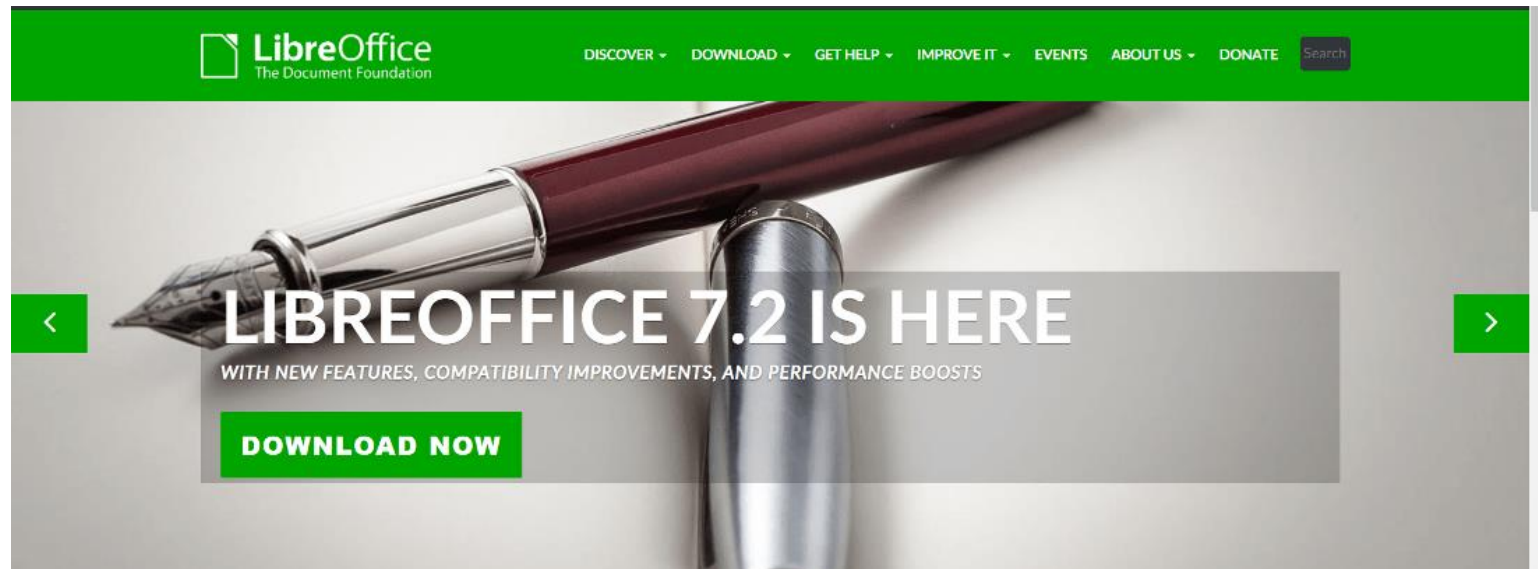 LibreOffice
The Document Foundation
DISCOVER DOWNLOAD GET HELP IMPROVE IT EVENTS ABOUT US DONATE Search
LIBREOFFICE 7.2 IS HERE
WITH NEW FEATURES, COMPATIBILITY IMPROVEMENTS, AND PERFORMANCE BOOSTS
DOWNLOAD NOW